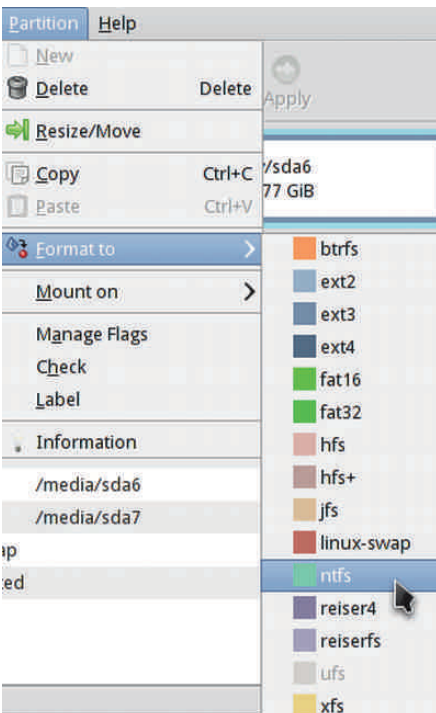 Partition Help
New
Delete Delete
Apply
Resize/Move
Copy Ctrl+C
/sda6
77 GiB
Paste Ctrl+V
Format to
Mount on
Manage Flags
Check
Label
Information
/media/sda6
/media/sda7
ap
ed
btrfs
ext2
ext3
ext4
fat16
fat32
hfs
hfs+
jfs
linux-swap
ntfs
reiser4
reiserfs
ufs
xfs